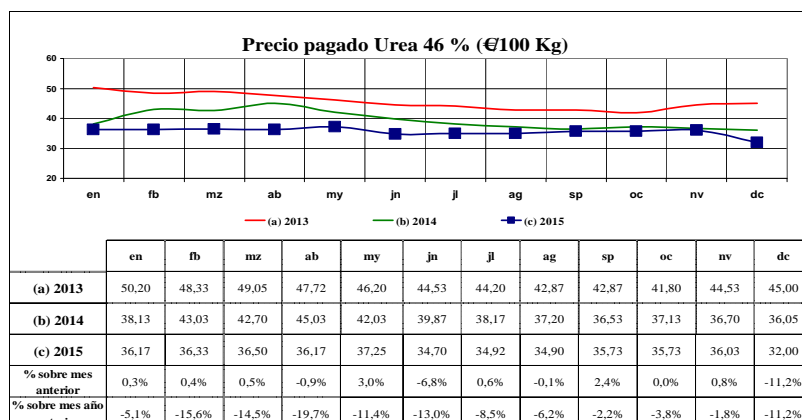 Precio pagado Urea 46 % (€/100 Kg)
60
50
40
30
20
en fb mz ab my jn jl ag sp oc nv dc
(a) 2013 (b) 2014 (c) 2015
en fb mz ab my jn jl ag sp oc nv dc
(a) 2013 50,20 48,33 49,05 47,72 46,20 44,53 44,20 42,87 42,87 41,80 44,53 45,00
(b) 2014 38,13 43,03 42,70 45,03 42,03 39,87 38,17 37,20 36,53 37,13 36,70 36,05
(c) 2015 36,17 36,33 36,50 36,17 37,25 34,70 34,92 34,90 35,73 35,73 36,03 32,00
% sobre mes
anterior 0,3% 0,4% 0,5% -0,9% 3,0% -6,8% 0,6% -0,1% 2,4% 0,0% 0,8% -11,2%
% sobre mes año
-5,1% -15,6% -14,5% -19,7% -11,4% -13,0% -8,5% -6,2% -2,2% -3,8% -1,8% -11,2%